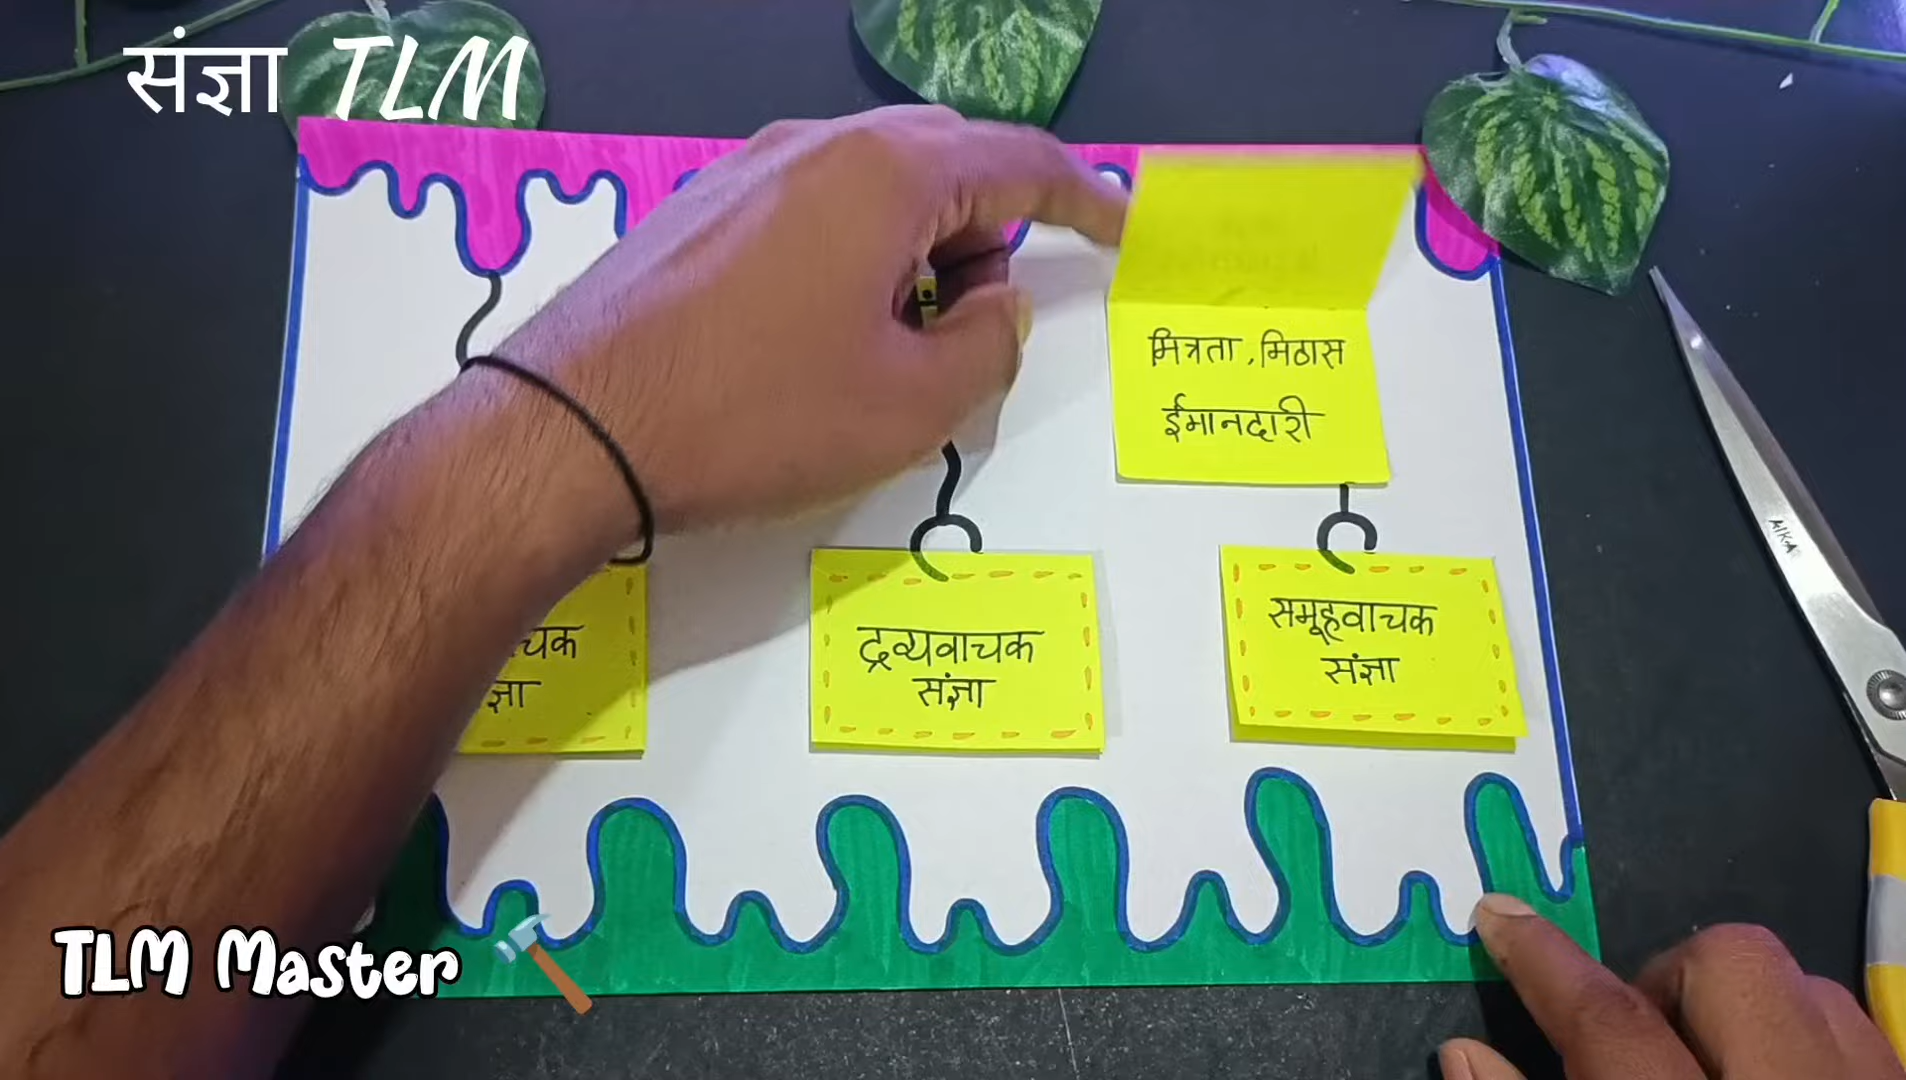 संज्ञा TLM
मित्रता, मिठास
ईमानदारी
द्रव्यवाचक
संज्ञा
समूहवाचक
संज्ञा
TLM Master